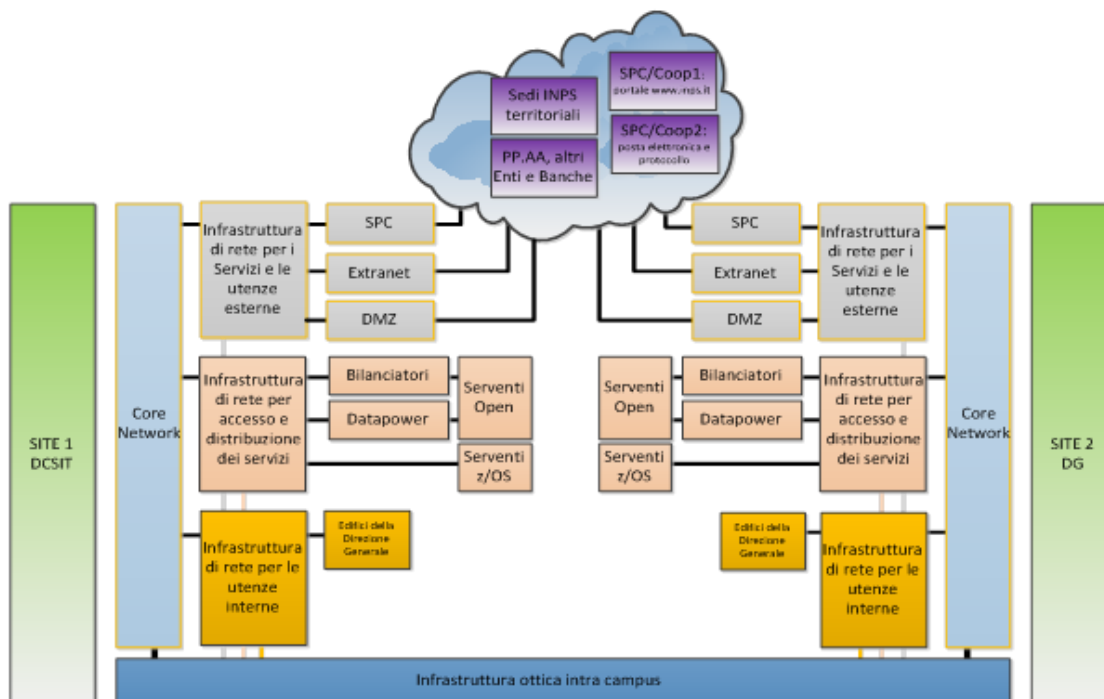 Sedi INPS
territoriali
SPC/Coop1:
portale www.inps.it
PP.AA, altri
Enti e Banche
SPC/Coop2:
posta elettronica e
protocollo
SITE 1
DCSIT
Core
Network
Infrastruttura
di rete per i
Servizi e le
utenze
esterne
SPC
Extranet
DMZ
Infrastruttura
di rete per
accesso e
distribuzione
dei servizi
Bilanciatori
Datapower
Serventi
Open
Serventi
z/OS
Infrastruttura
di rete per le
utenze
interne
Edifici della
Direzione
Generale
SPC
Extranet
DMZ
Infrastruttura
di rete per i
Servizi e le
utenze
esterne
Serventi
Open
Serventi
z/OS
Bilanciatori
Datapower
Infrastruttura
di rete per
accesso e
distribuzione
dei servizi
Edifici della
Direzione
Generale
Infrastruttura
di rete per le
utenze
interne
Core
Network
SITE 2
DG
Infrastruttura ottica intra campus